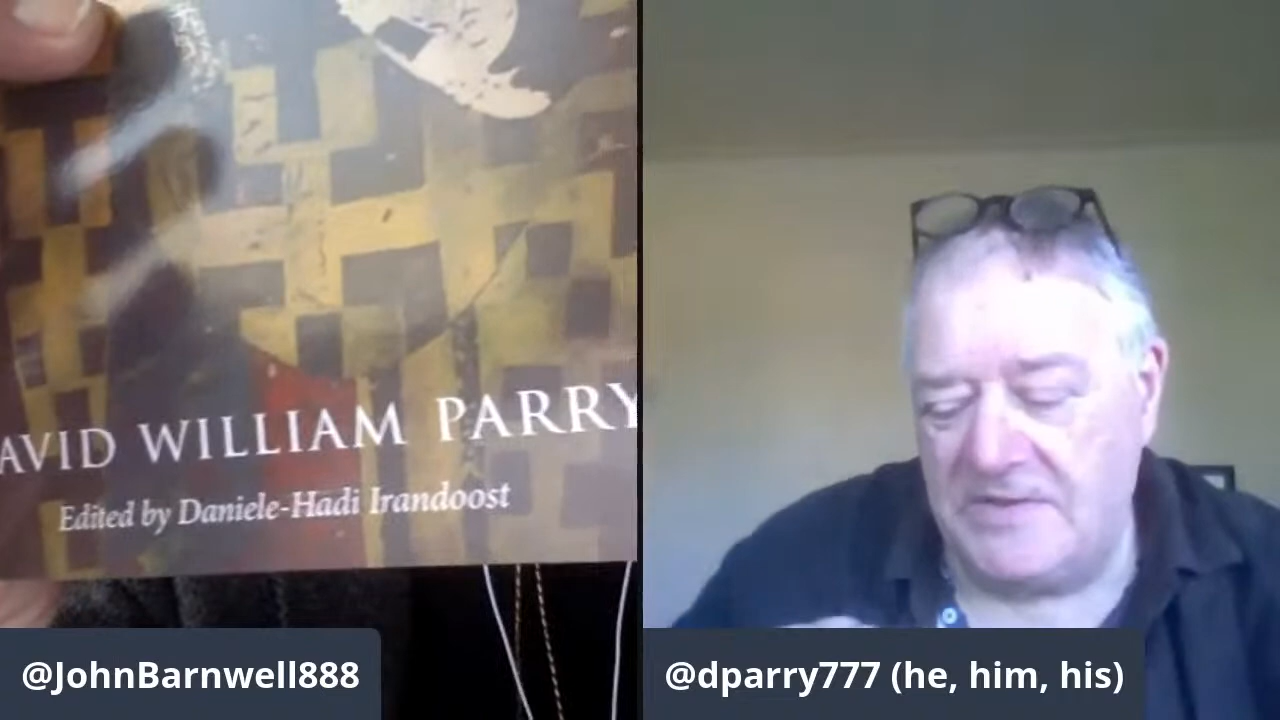 AVID WILLIAM PARRY
Edited by Daniele-Hadi Irandoost
@JohnBarnwell888
@dparry777 (he, him, his)